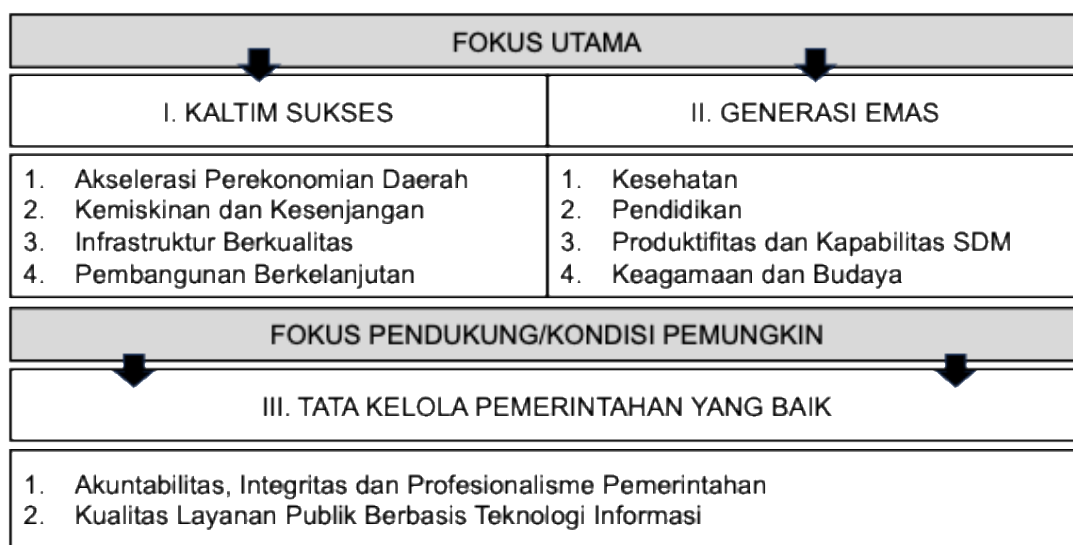 FOKUS UTAMA
I. KALTIM SUKSES
II. GENERASI EMAS
1. Akselerasi Perekonomian Daerah
2. Kemiskinan dan Kesenjangan
3. Infrastruktur Berkualitas
4. Pembangunan Berkelanjutan
1. Kesehatan
2. Pendidikan
3. Produktifitas dan Kapabilitas SDM
4. Keagamaan dan Budaya
FOKUS PENDUKUNG/KONDISI PEMUNGKIN
III. TATA KELOLA PEMERINTAHAN YANG BAIK
1. Akuntabilitas, Integritas dan Profesionalisme Pemerintahan
2. Kualitas Layanan Publik Berbasis Teknologi Informasi